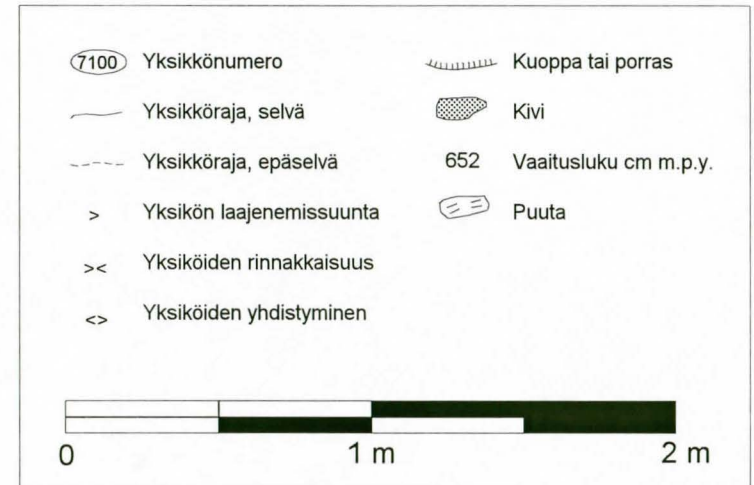 7100 Yksikkönumero
Yksikköraja, selvä
Yksikköraja, epäselvä
> Yksikön laajenemissuunta
>< Yksiköiden rinnakkaisuus
<> Yksiköiden yhdistyminen
Kuoppa tai porras
Kivi
652 Vaaitusluku cm m.p.y.
Puuta
0 1 m 2 m